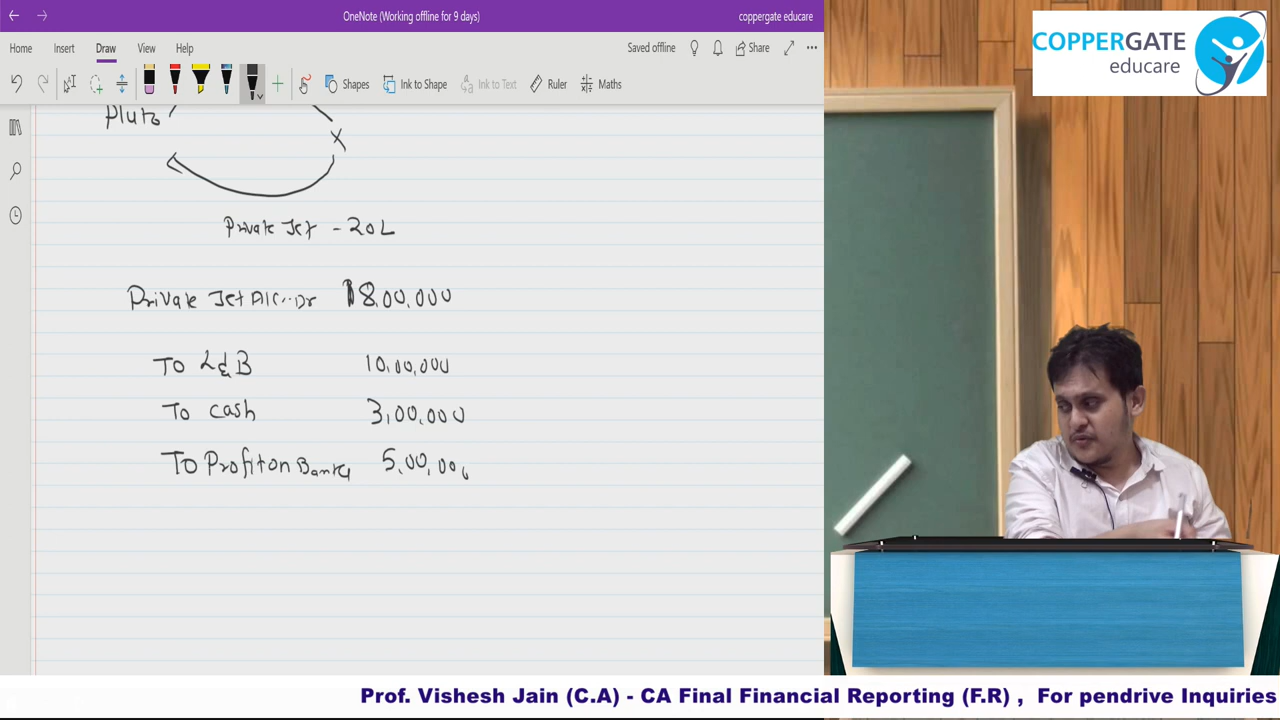 OneNote (Working offline for 9 days)
coppergate educare
Home Insert Draw View Help
Saved offline
Share
Shapes
Ink to Shape
Ink to Text
Ruler
Maths
COPPERGATE
educare
Pluto
X
Private Jet - 20L
Private Jet A/C..Dr 18,00,000
To L&B 10,00,000
To cash 3,00,000
To Profit on 5,00,000
Prof. Vishesh Jain (C.A) - CA Final Financial Reporting (F.R) , For pendrive Inquiries